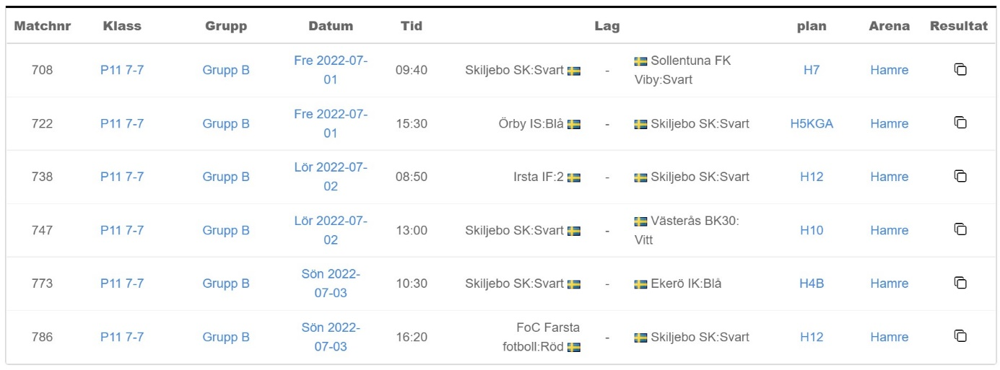 Matchnr Klass Grupp Datum Tid Lag plan Arena Resultat
708 P11 7-7 Grupp B Fre 2022-07-01 09:40 Skiljebo SK:Svart - Sollentuna FK Viby:Svart H7 Hamre
722 P11 7-7 Grupp B Fre 2022-07-01 15:30 Örby IS:Blå - Skiljebo SK:Svart H5KGA Hamre
738 P11 7-7 Grupp B Lör 2022-07-02 08:50 Irsta IF:2 - Skiljebo SK:Svart H12 Hamre
747 P11 7-7 Grupp B Lör 2022-07-02 13:00 Skiljebo SK:Svart - Västerås BK30: Vitt H10 Hamre
773 P11 7-7 Grupp B Sön 2022-07-03 10:30 Skiljebo SK:Svart - Ekerö IK:Blå H4B Hamre
786 P11 7-7 Grupp B Sön 2022-07-03 16:20 FoC Farsta fotboll:Röd - Skiljebo SK:Svart H12 Hamre